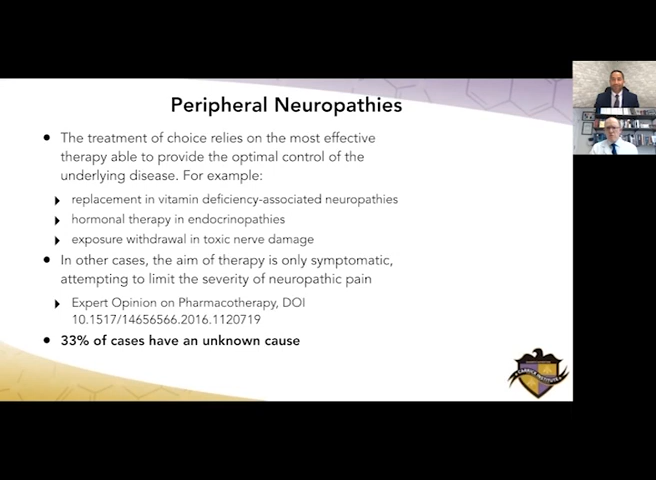 Peripheral Neuropathies
The treatment of choice relies on the most effective
therapy able to provide the optimal control of the
underlying disease. For example:
replacement in vitamin deficiency-associated neuropathies
hormonal therapy in endocrinopathies
exposure withdrawal in toxic nerve damage
In other cases, the aim of therapy is only symptomatic,
attempting to limit the severity of neuropathic pain
Expert Opinion on Pharmacotherapy, DOI
10.1517/14656566.2016.1120719
33% of cases have an unknown cause
CARRICK INSTITUTE